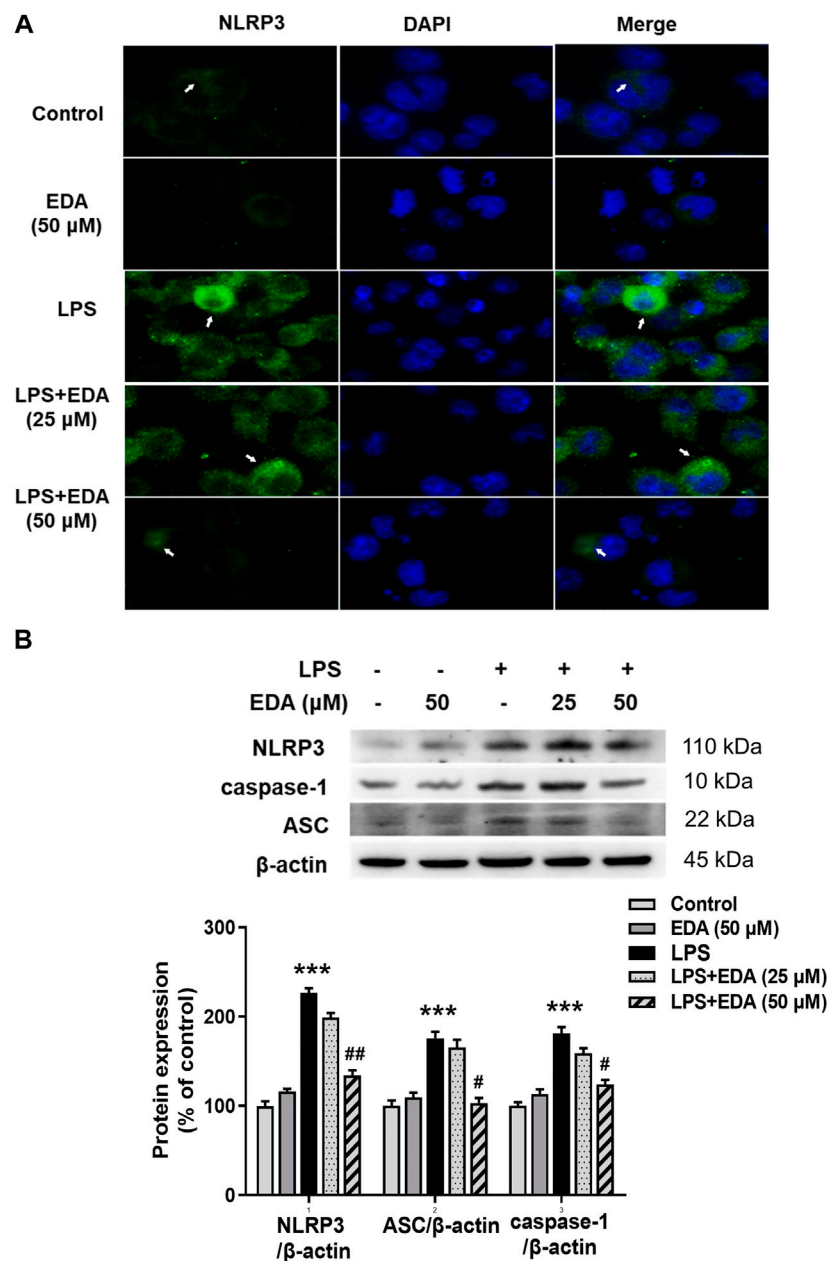 A
NLRP3 DAPI Merge
Control
EDA
(50 µM)
LPS
LPS+EDA
(25 µM)
LPS+EDA
(50 µM)
B
LPS - - + + +
EDA (µM) - 50 - 25 50
NLRP3 110 kDa
caspase-1 10 kDa
ASC 22 kDa
β-actin 45 kDa
Control
EDA (50 µM)
LPS
LPS+EDA (25 µM)
LPS+EDA (50 µM)
Protein expression
(% of control)
300
200
100
0
*** *** ***
## # #
1 2 3
NLRP3
/β-actin
ASC/β-actin
caspase-1
/β-actin